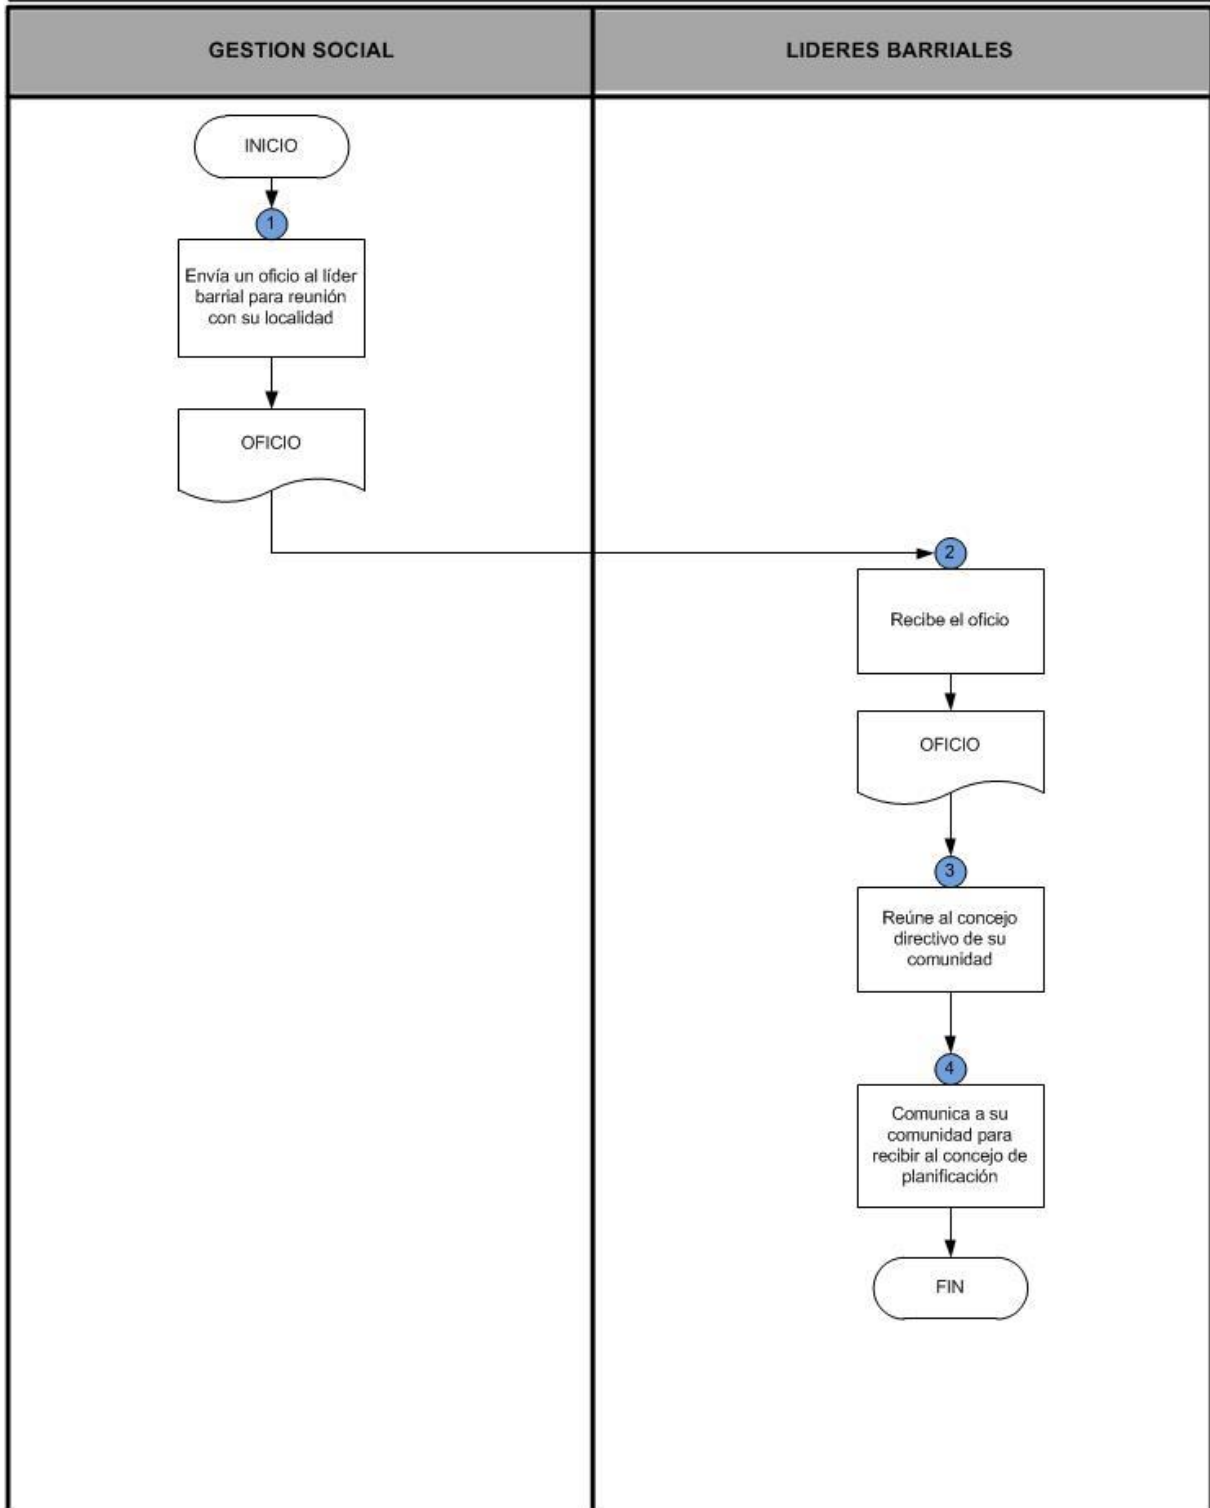 GESTION SOCIAL
LIDERES BARRIALES
INICIO
1
Envía un oficio al líder
barrial para reunión
con su localidad
OFICIO
2
Recibe el oficio
OFICIO
3
Reúne al concejo
directivo de su
comunidad
4
Comunica a su
comunidad para
recibir al concejo de
planificación
FIN